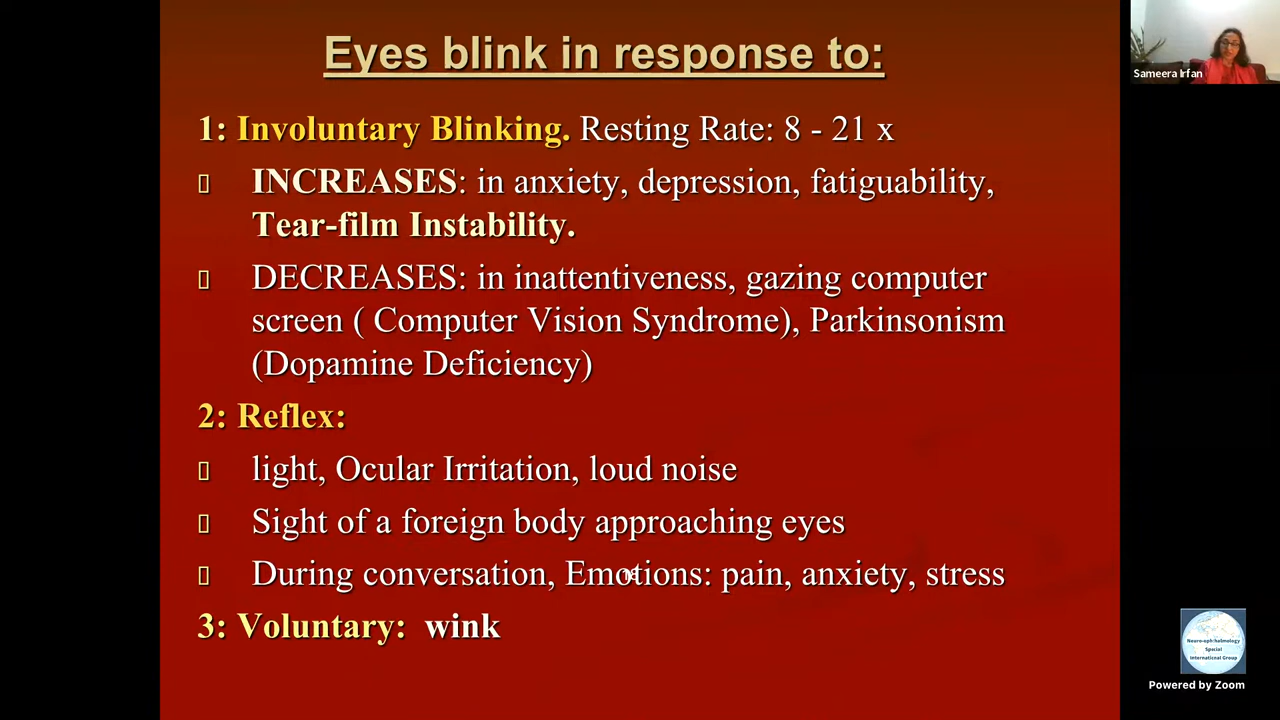 Eyes blink in response to:
1: Involuntary Blinking. Resting Rate: 8 - 21 x
INCREASES: in anxiety, depression, fatiguability,
Tear-film Instability.
DECREASES: in inattentiveness, gazing computer
screen ( Computer Vision Syndrome), Parkinsonism
(Dopamine Deficiency)
2: Reflex:
light, Ocular Irritation, loud noise
Sight of a foreign body approaching eyes
During conversation, Emotions: pain, anxiety, stress
3: Voluntary: wink
Sameera Irfan
Neuro-ophthalmology
Special
International Group
Powered by Zoom